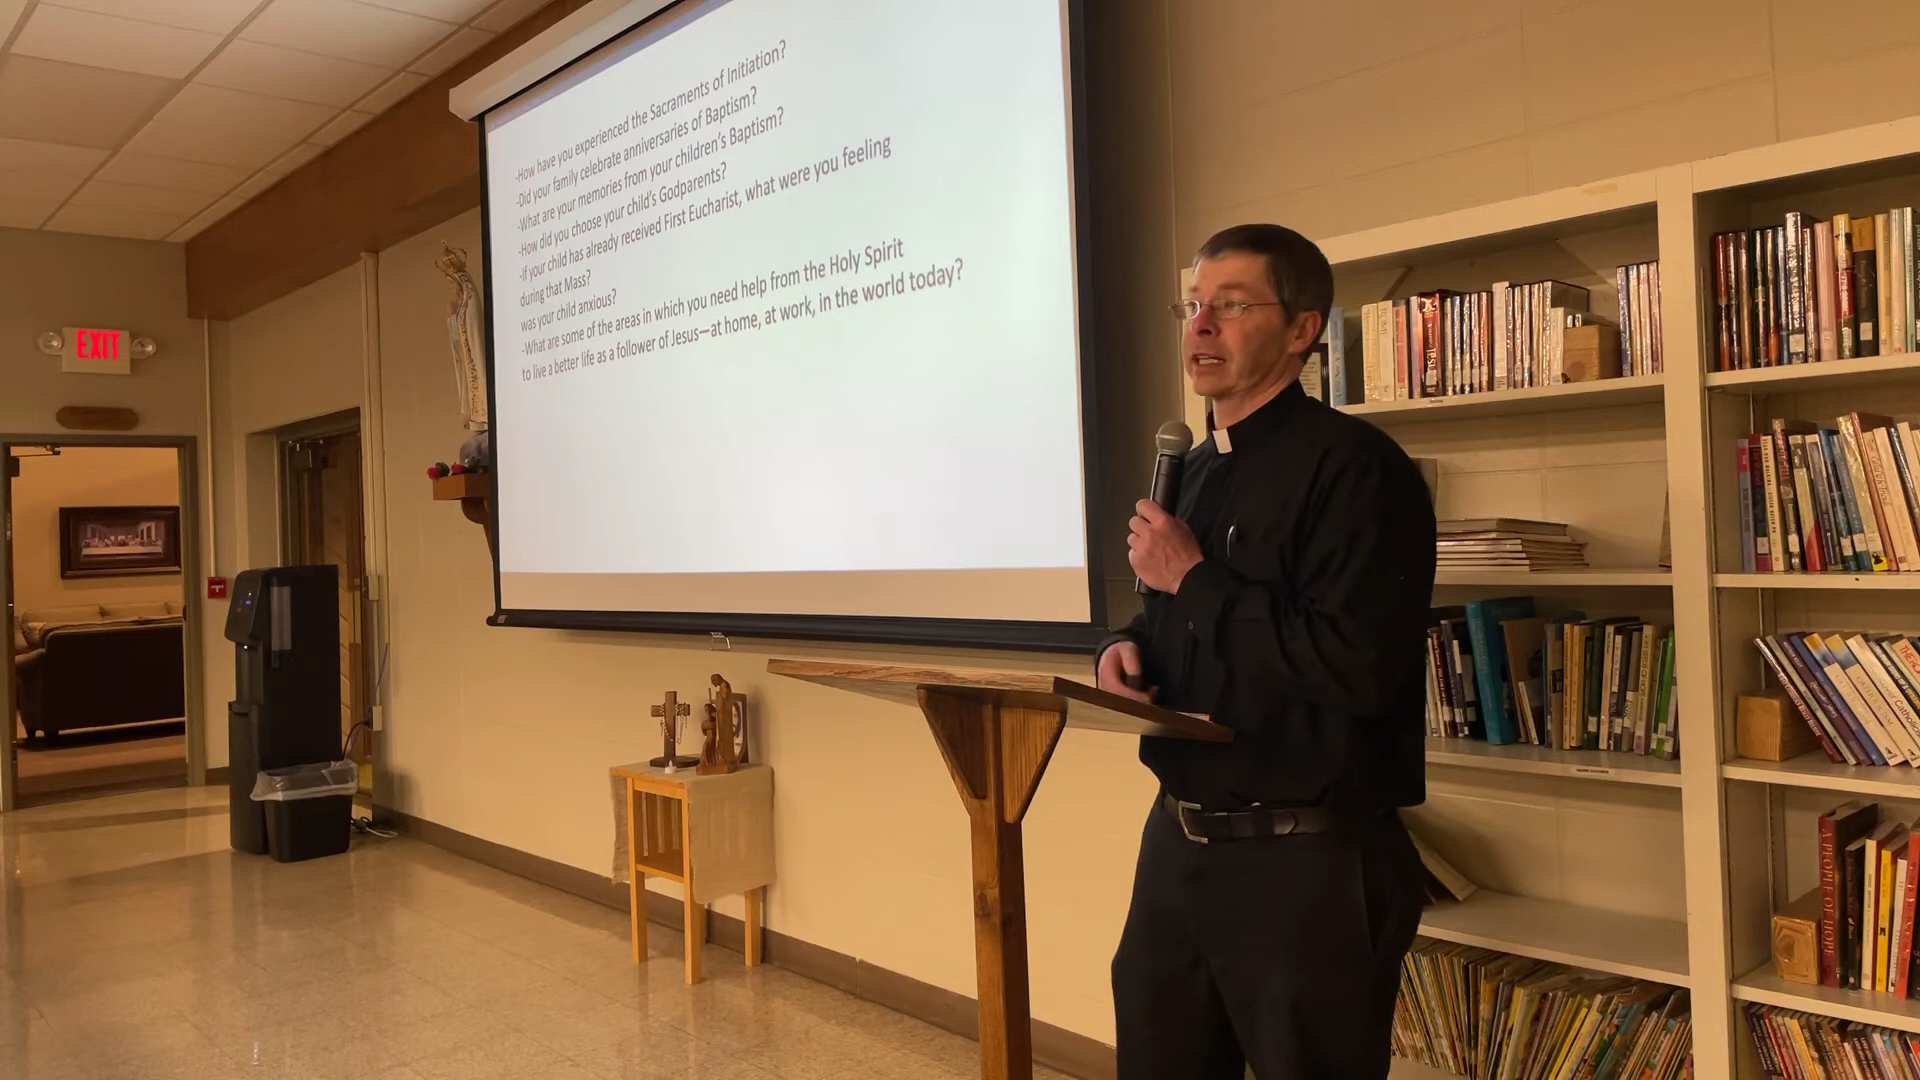 -How have you experienced the Sacraments of Initiation?
-Did your family celebrate anniversaries of Baptism?
-What are your memories from your children's Baptism?
-How did you choose your child's Godparents?
-If your child has already received First Eucharist, what were you feeling
during that Mass?
was your child anxious?
-What are some of the areas in which you need help from the Holy Spirit
to live a better life as a follower of Jesus—at home, at work, in the world today?
EXIT
A PEOPLE OF HOPE